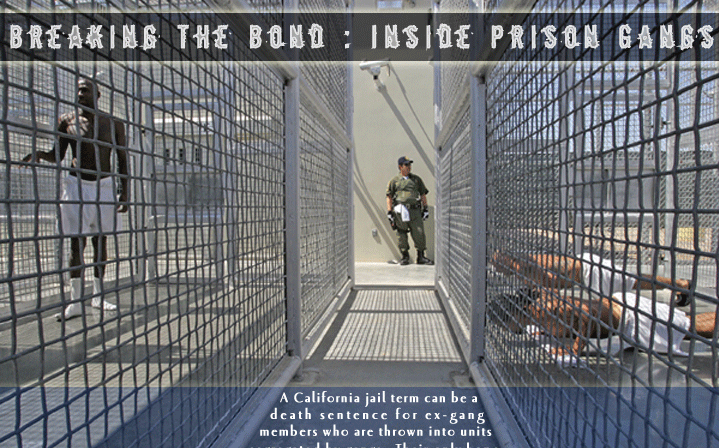 BREAKING THE BOND : INSIDE PRISON GANGS
A California jail term can be a
death sentence for ex-gang
members who are thrown into units